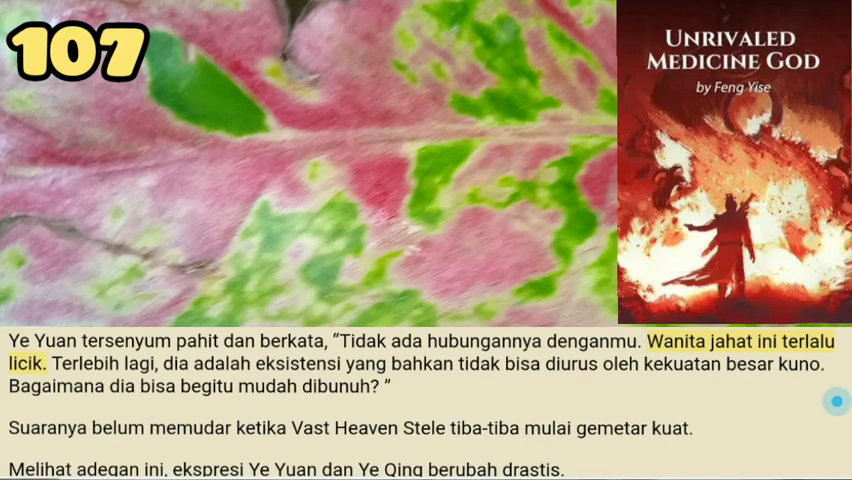 107
UNRIVALED
MEDICINE GOD
by Feng Yise
Ye Yuan tersenyum pahit dan berkata, “Tidak ada hubungannya denganmu. Wanita jahat ini terlalu
licik. Terlebih lagi, dia adalah eksistensi yang bahkan tidak bisa diurus oleh kekuatan besar kuno.
Bagaimana dia bisa begitu mudah dibunuh? ”
Suaranya belum memudar ketika Vast Heaven Stele tiba-tiba mulai gemetar kuat.
Melihat adegan ini, ekspresi Ye Yuan dan Ye Qing berubah drastis.